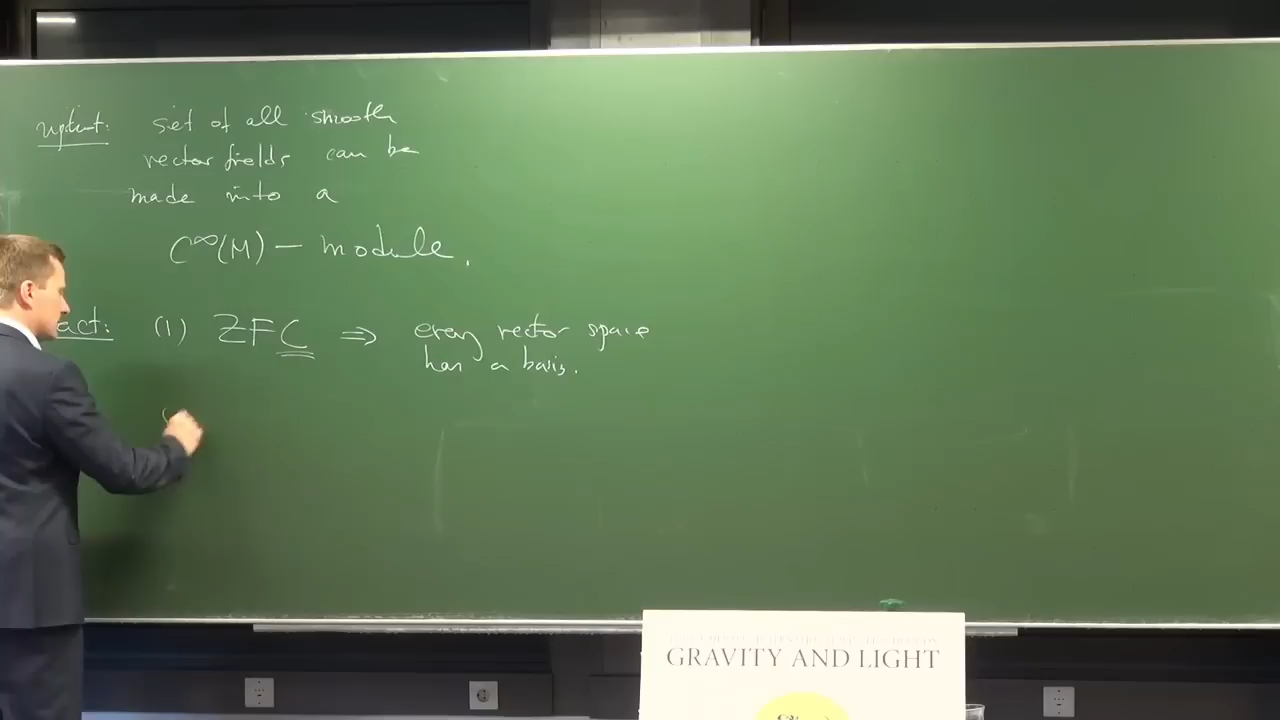 set of all smooth
vector fields can be
made into a
C∞(M) – module.
act: (1) ZFC ⇒ every vector space
has a basis.
GRAVITY AND LIGHT